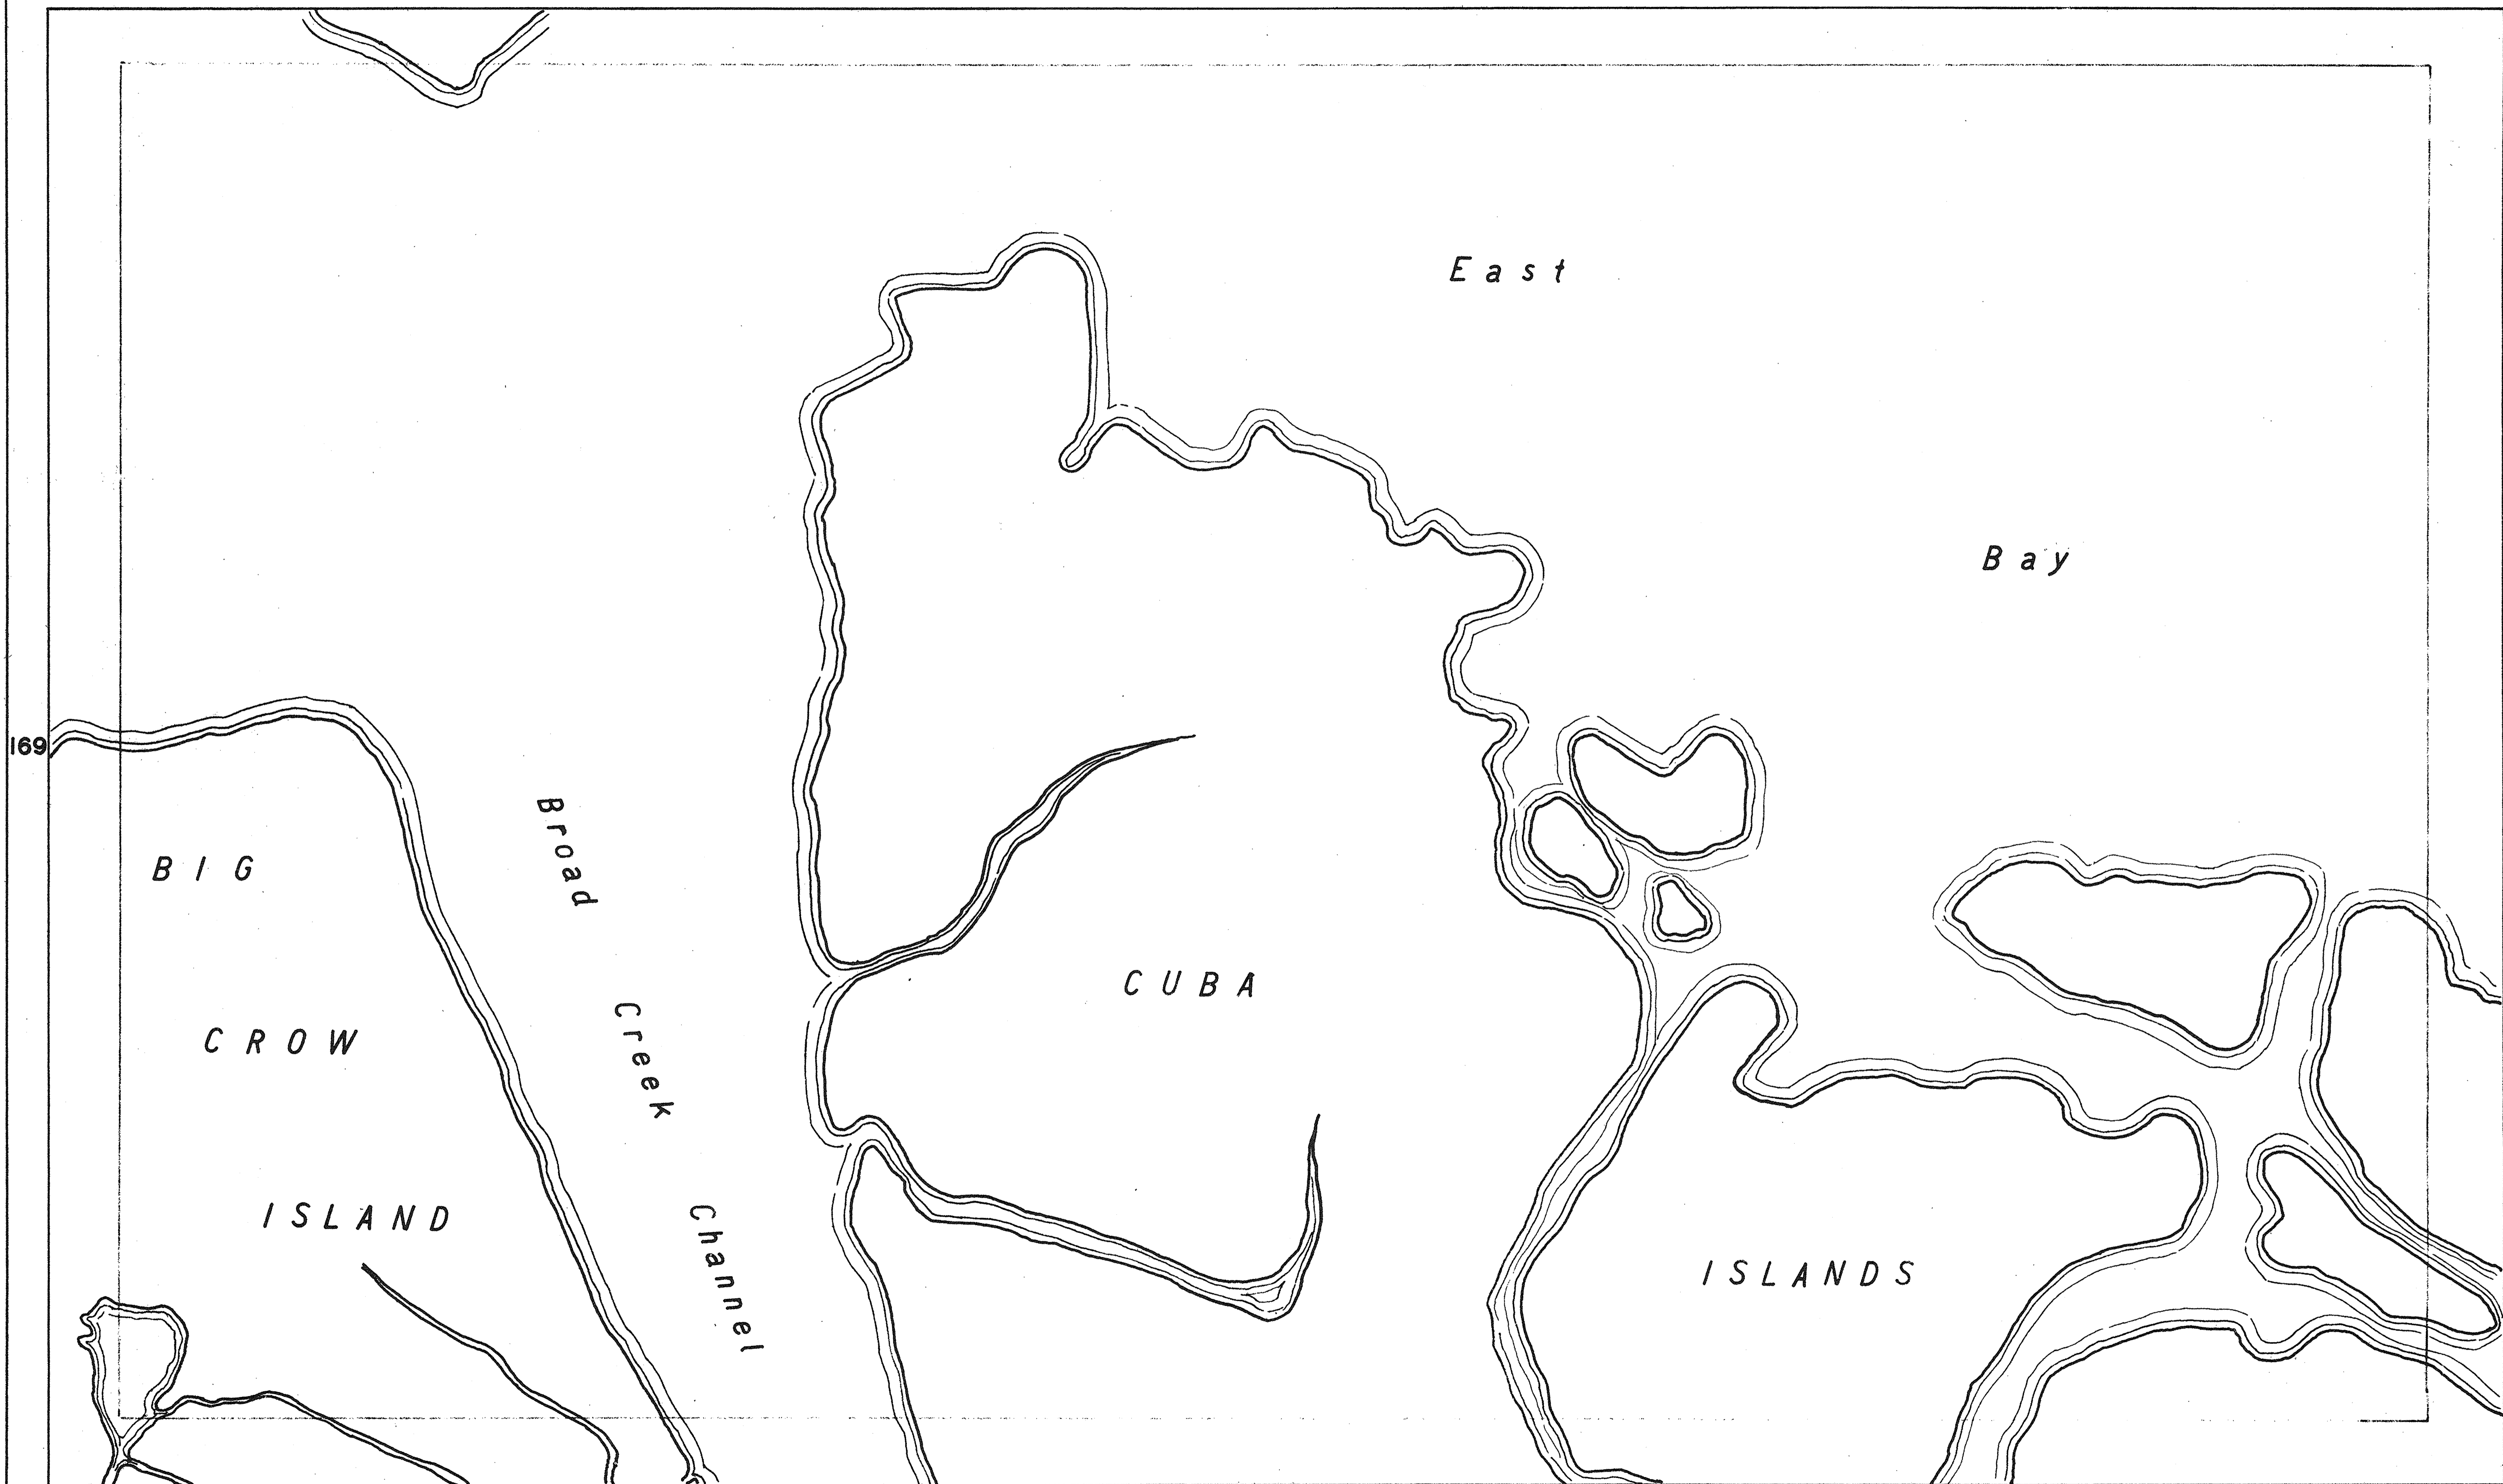 East
Bay
169
BIG
CROW
ISLAND
Broad
Creek
Channel
CUBA
ISLANDS